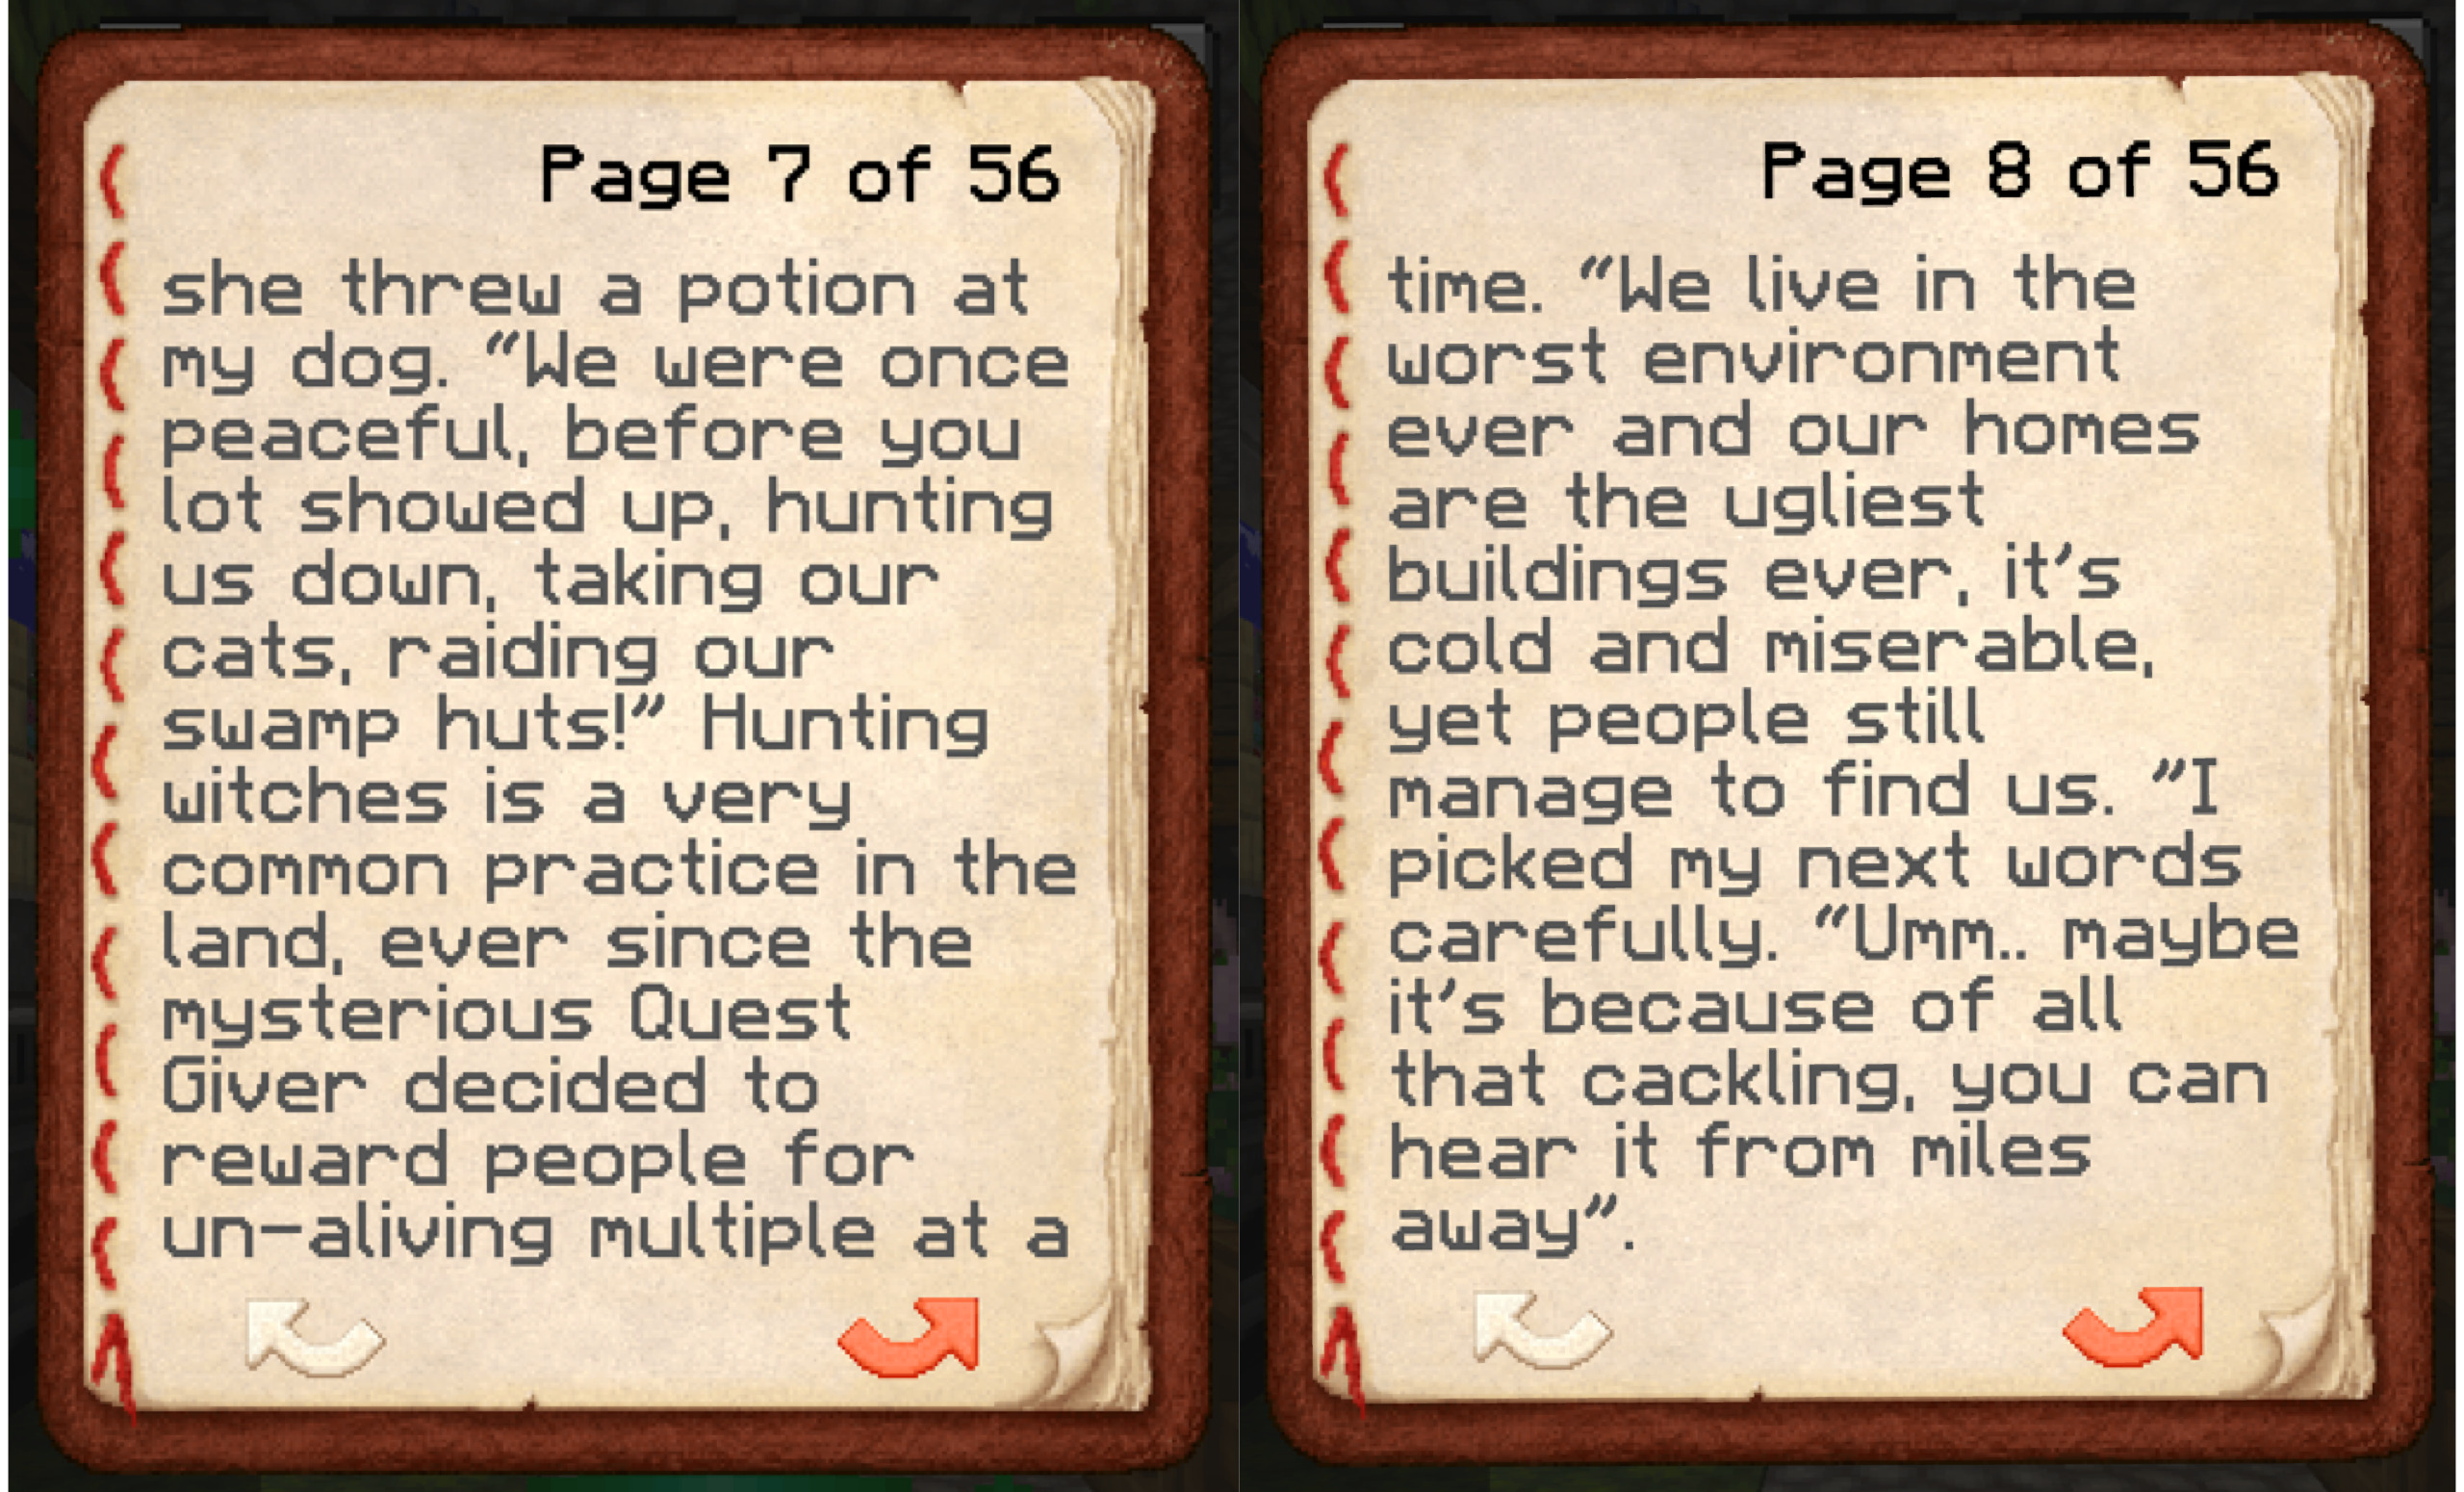 Page 7 of 56
she threw a potion at
my dog. “We were once
peaceful, before you
lot showed up, hunting
us down, taking our
cats, raiding our
swamp huts!” Hunting
witches is a very
common practice in the
land, ever since the
mysterious Quest
Giver decided to
reward people for
un-aliving multiple at a
Page 8 of 56
time. “We live in the
worst environment
ever and our homes
are the ugliest
buildings ever, it’s
cold and miserable,
yet people still
manage to find us. ”I
picked my next words
carefully. “Umm.. maybe
it’s because of all
that cackling, you can
hear it from miles
away”.